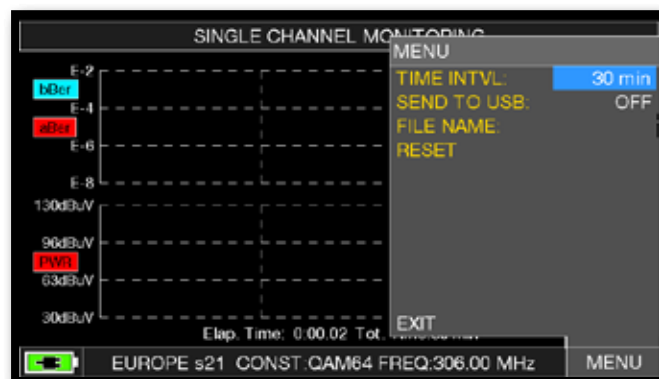 SINGLE CHANNEL MONITORING
MENU
TIME INTVL: 30 min
SEND TO USB: OFF
FILE NAME:
RESET
EXIT
E-2
bBer
E-4
aBer
E-6
E-8
130dBuV
96dBuV
PWR
63dBuV
30dBuV
Elap. Time: 0:00.02 Tot.
EUROPE s21 CONST:QAM64 FREQ:306.00 MHz MENU